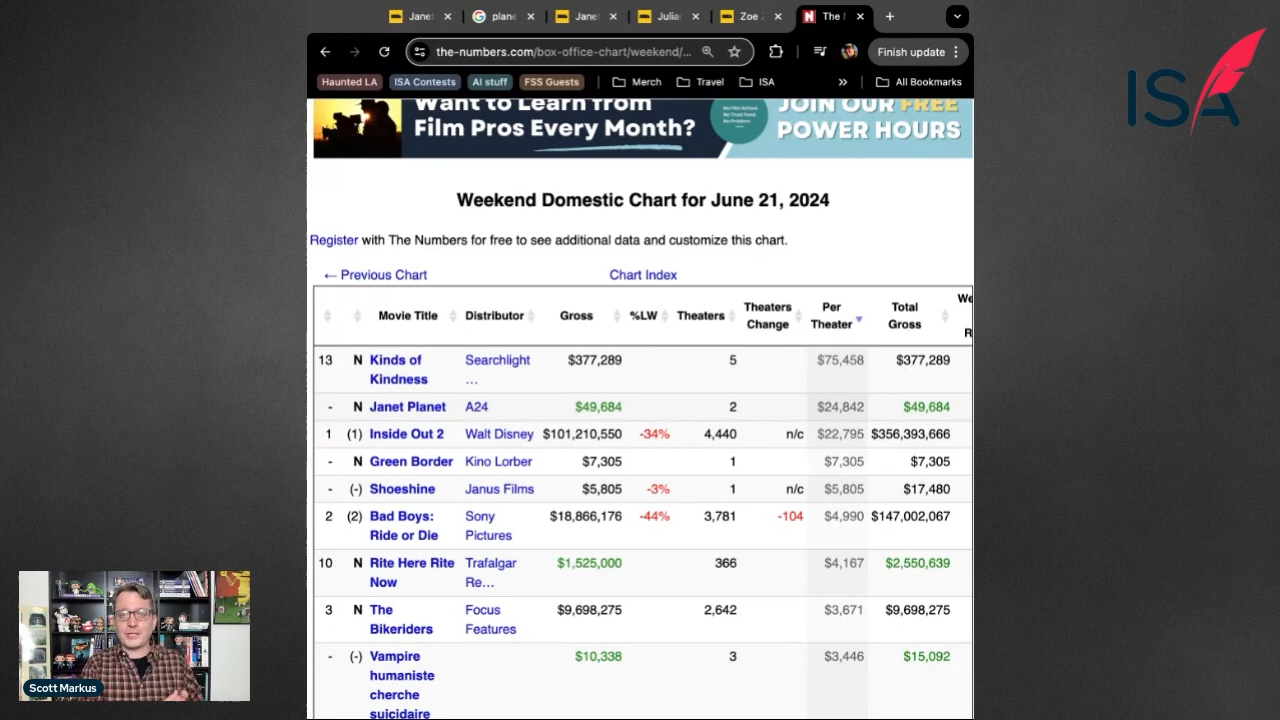 Janet
plane
Janet
Julia
Zoe
The
the-numbers.com/box-office-chart/weekend/...
Finish update
Haunted LA
ISA Contests
AI stuff
FSS Guests
Merch
Travel
ISA
»
All Bookmarks
ISA
Want to Learn from
Film Pros Every Month?
JOIN OUR FREE
POWER HOURS
Weekend Domestic Chart for June 21, 2024
Register with The Numbers for free to see additional data and customize this chart.
← Previous Chart
Chart Index
Movie Title Distributor Gross %LW Theaters Theaters Change Per Theater Total Gross We R
13 N Kinds of Kindness Searchlight … $377,289 5 $75,458 $377,289
- N Janet Planet A24 $49,684 2 $24,842 $49,684
1 (1) Inside Out 2 Walt Disney $101,210,550 -34% 4,440 n/c $22,795 $356,393,666
- N Green Border Kino Lorber $7,305 1 $7,305 $7,305
- (-) Shoeshine Janus Films $5,805 -3% 1 n/c $5,805 $17,480
2 (2) Bad Boys: Ride or Die Sony Pictures $18,866,176 -44% 3,781 -104 $4,990 $147,002,067
10 N Rite Here Rite Now Trafalgar Re… $1,525,000 366 $4,167 $2,550,639
3 N The Bikeriders Focus Features $9,698,275 2,642 $3,671 $9,698,275
- (-) Vampire humaniste cherche suicidaire $10,338 3 $3,446 $15,092
Scott Markus